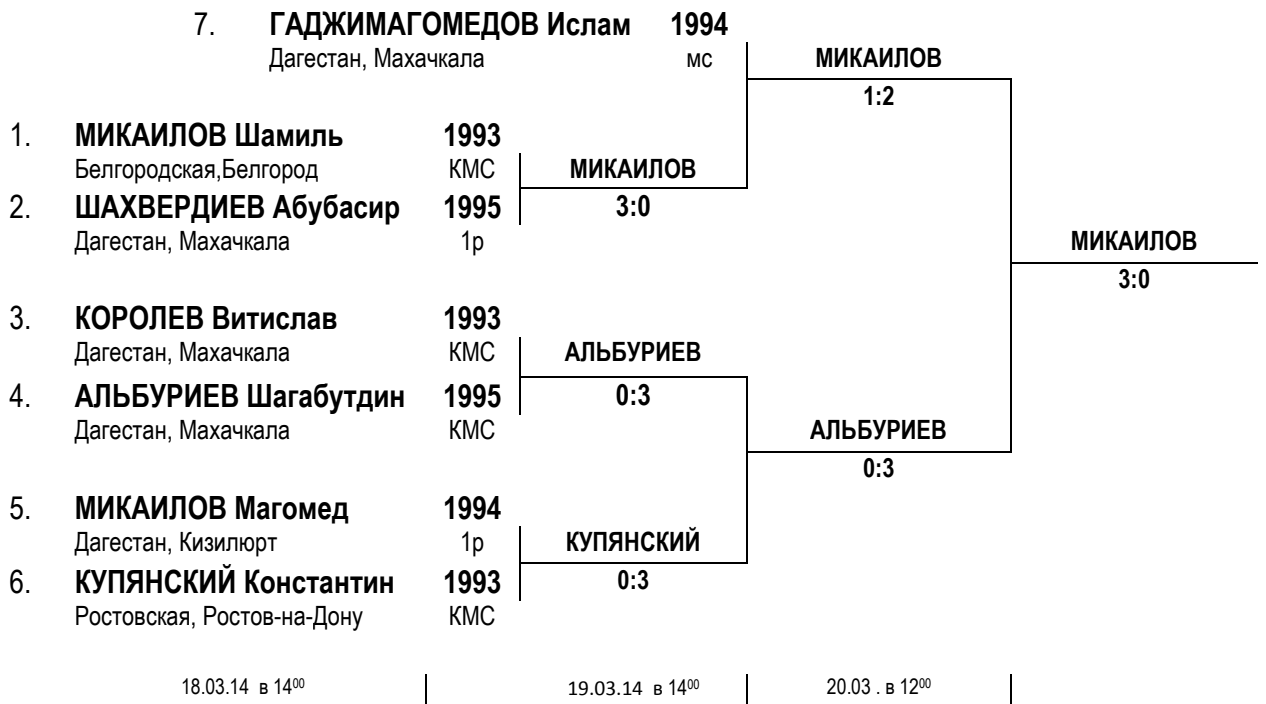 7. ГАДЖИМАГОМЕДОВ Ислам 1994
Дагестан, Махачкала мс МИКАИЛОВ
1:2
1. МИКАИЛОВ Шамиль 1993
Белгородская,Белгород КМС МИКАИЛОВ
2. ШАХВЕРДИЕВ Абубасир 1995 3:0
Дагестан, Махачкала 1р МИКАИЛОВ
3:0
3. КОРОЛЕВ Витислав 1993
Дагестан, Махачкала КМС АЛЬБУРИЕВ
4. АЛЬБУРИЕВ Шагабутдин 1995 0:3
Дагестан, Махачкала КМС АЛЬБУРИЕВ
0:3
5. МИКАИЛОВ Магомед 1994
Дагестан, Кизилюрт 1р КУПЯНСКИЙ
6. КУПЯНСКИЙ Константин 1993 0:3
Ростовская, Ростов-на-Дону КМС
18.03.14 в 14⁰⁰ 19.03.14 в 14⁰⁰ 20.03 . в 12⁰⁰